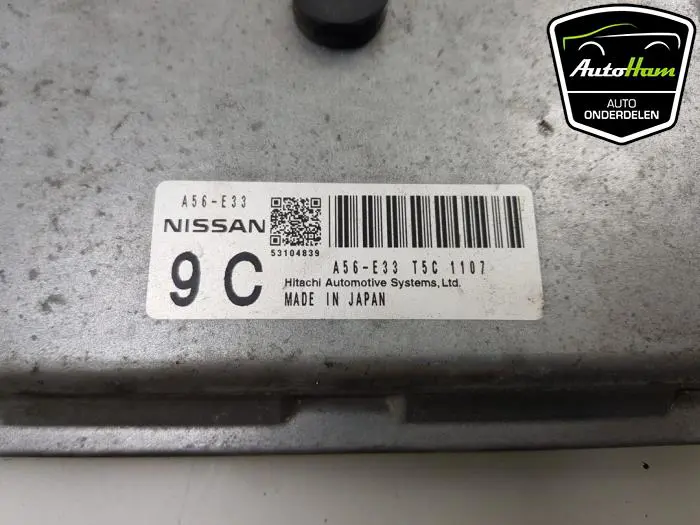 A56-E33
NISSAN
9C
53104839
A56-E33 T5C 1107
Hitachi Automotive Systems,Ltd.
MADE IN JAPAN
AutoHam
AUTO
ONDERDELEN